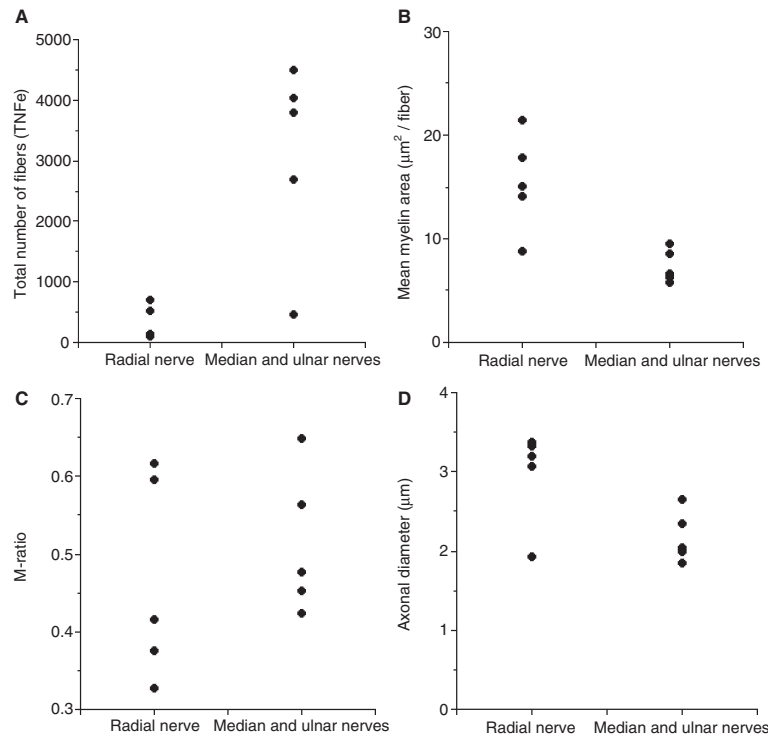 A
Total number of fibers (TNFe)
5000
4000
3000
2000
1000
0
Radial nerve
Median and ulnar nerves
B
Mean myelin area (μm² / fiber)
30
20
10
0
Radial nerve
Median and ulnar nerves
C
M-ratio
0.7
0.6
0.5
0.4
0.3
Radial nerve
Median and ulnar nerves
D
Axonal diameter (μm)
4
3
2
1
0
Radial nerve
Median and ulnar nerves